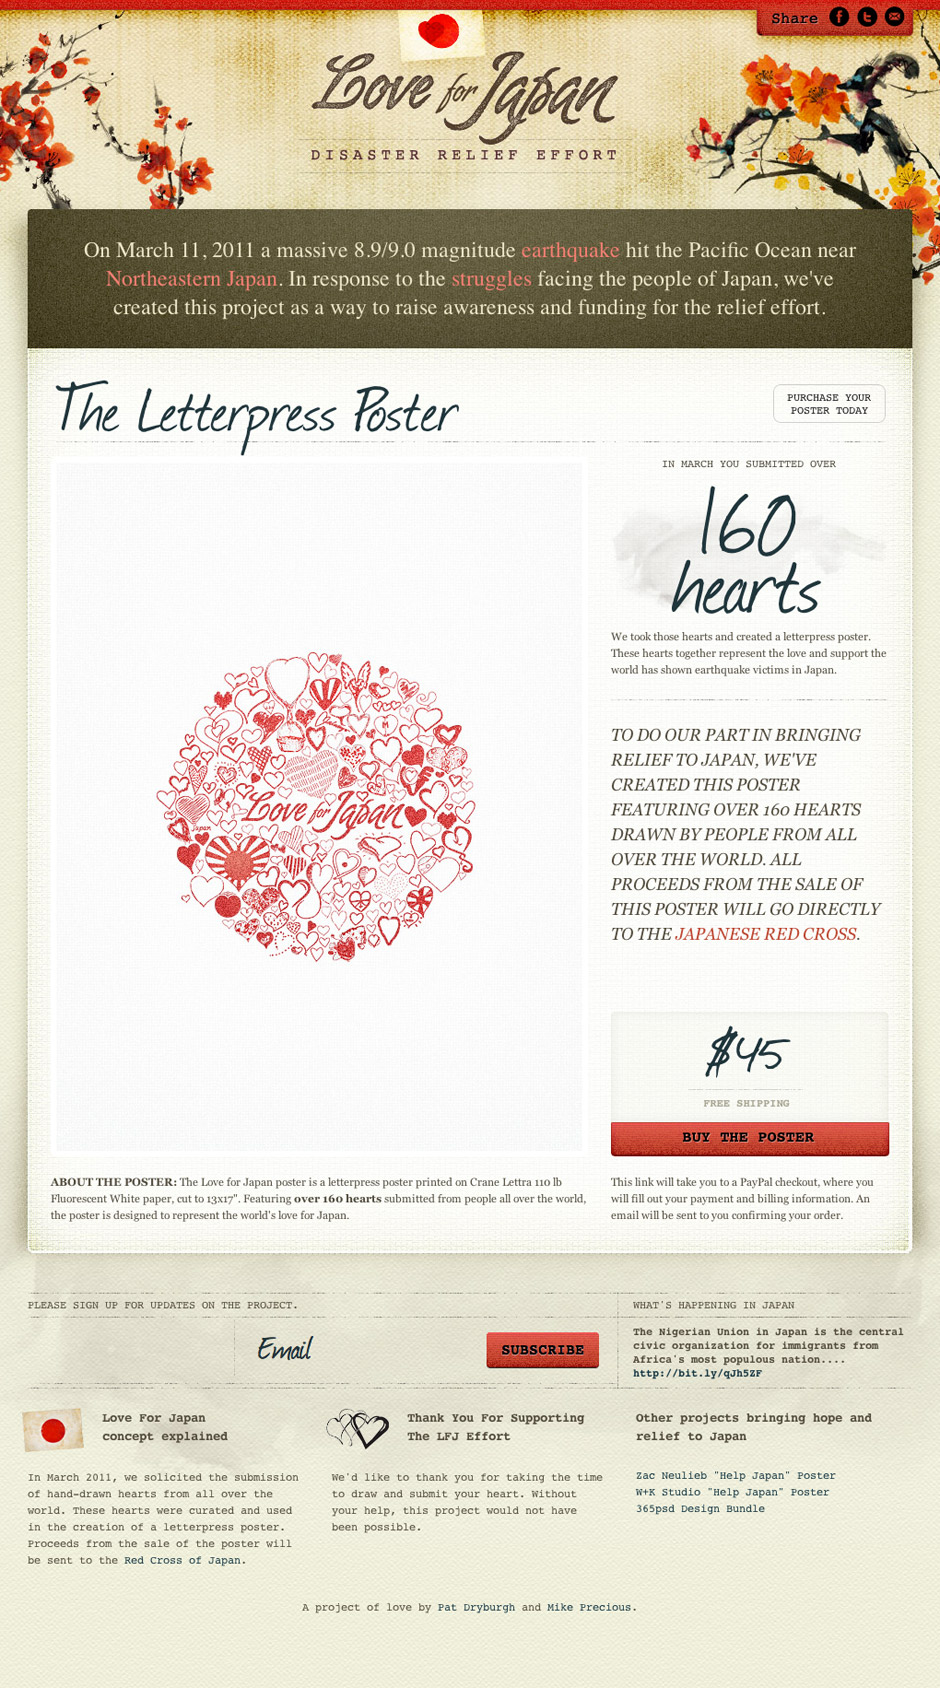 Share
Love for Japan
DISASTER RELIEF EFFORT
On March 11, 2011 a massive 8.9/9.0 magnitude earthquake hit the Pacific Ocean near
Northeastern Japan. In response to the struggles facing the people of Japan, we've
created this project as a way to raise awareness and funding for the relief effort.
The Letterpress Poster
PURCHASE YOUR
POSTER TODAY
IN MARCH YOU SUBMITTED OVER
160
hearts
We took those hearts and created a letterpress poster.
These hearts together represent the love and support the
world has shown earthquake victims in Japan.
Love for Japan
Japan
M
TO DO OUR PART IN BRINGING
RELIEF TO JAPAN, WE'VE
CREATED THIS POSTER
FEATURING OVER 160 HEARTS
DRAWN BY PEOPLE FROM ALL
OVER THE WORLD. ALL
PROCEEDS FROM THE SALE OF
THIS POSTER WILL GO DIRECTLY
TO THE JAPANESE RED CROSS.
$45
FREE SHIPPING
BUY THE POSTER
ABOUT THE POSTER: The Love for Japan poster is a letterpress poster printed on Crane Lettra 110 lb
Fluorescent White paper, cut to 13x17". Featuring over 160 hearts submitted from people all over the world,
the poster is designed to represent the world's love for Japan.
This link will take you to a PayPal checkout, where you
will fill out your payment and billing information. An
email will be sent to you confirming your order.
PLEASE SIGN UP FOR UPDATES ON THE PROJECT.
Email
SUBSCRIBE
WHAT'S HAPPENING IN JAPAN
The Nigerian Union in Japan is the central
civic organization for immigrants from
Africa's most populous nation....
http://bit.ly/qJh5ZF
Love For Japan
concept explained
In March 2011, we solicited the submission
of hand-drawn hearts from all over the
world. These hearts were curated and used
in the creation of a letterpress poster.
Proceeds from the sale of the poster will
be sent to the Red Cross of Japan.
Thank You For Supporting
The LFJ Effort
We'd like to thank you for taking the time
to draw and submit your heart. Without
your help, this project would not have
been possible.
Other projects bringing hope and
relief to Japan
Zac Neulieb "Help Japan" Poster
W+K Studio "Help Japan" Poster
365psd Design Bundle
A project of love by Pat Dryburgh and Mike Precious.